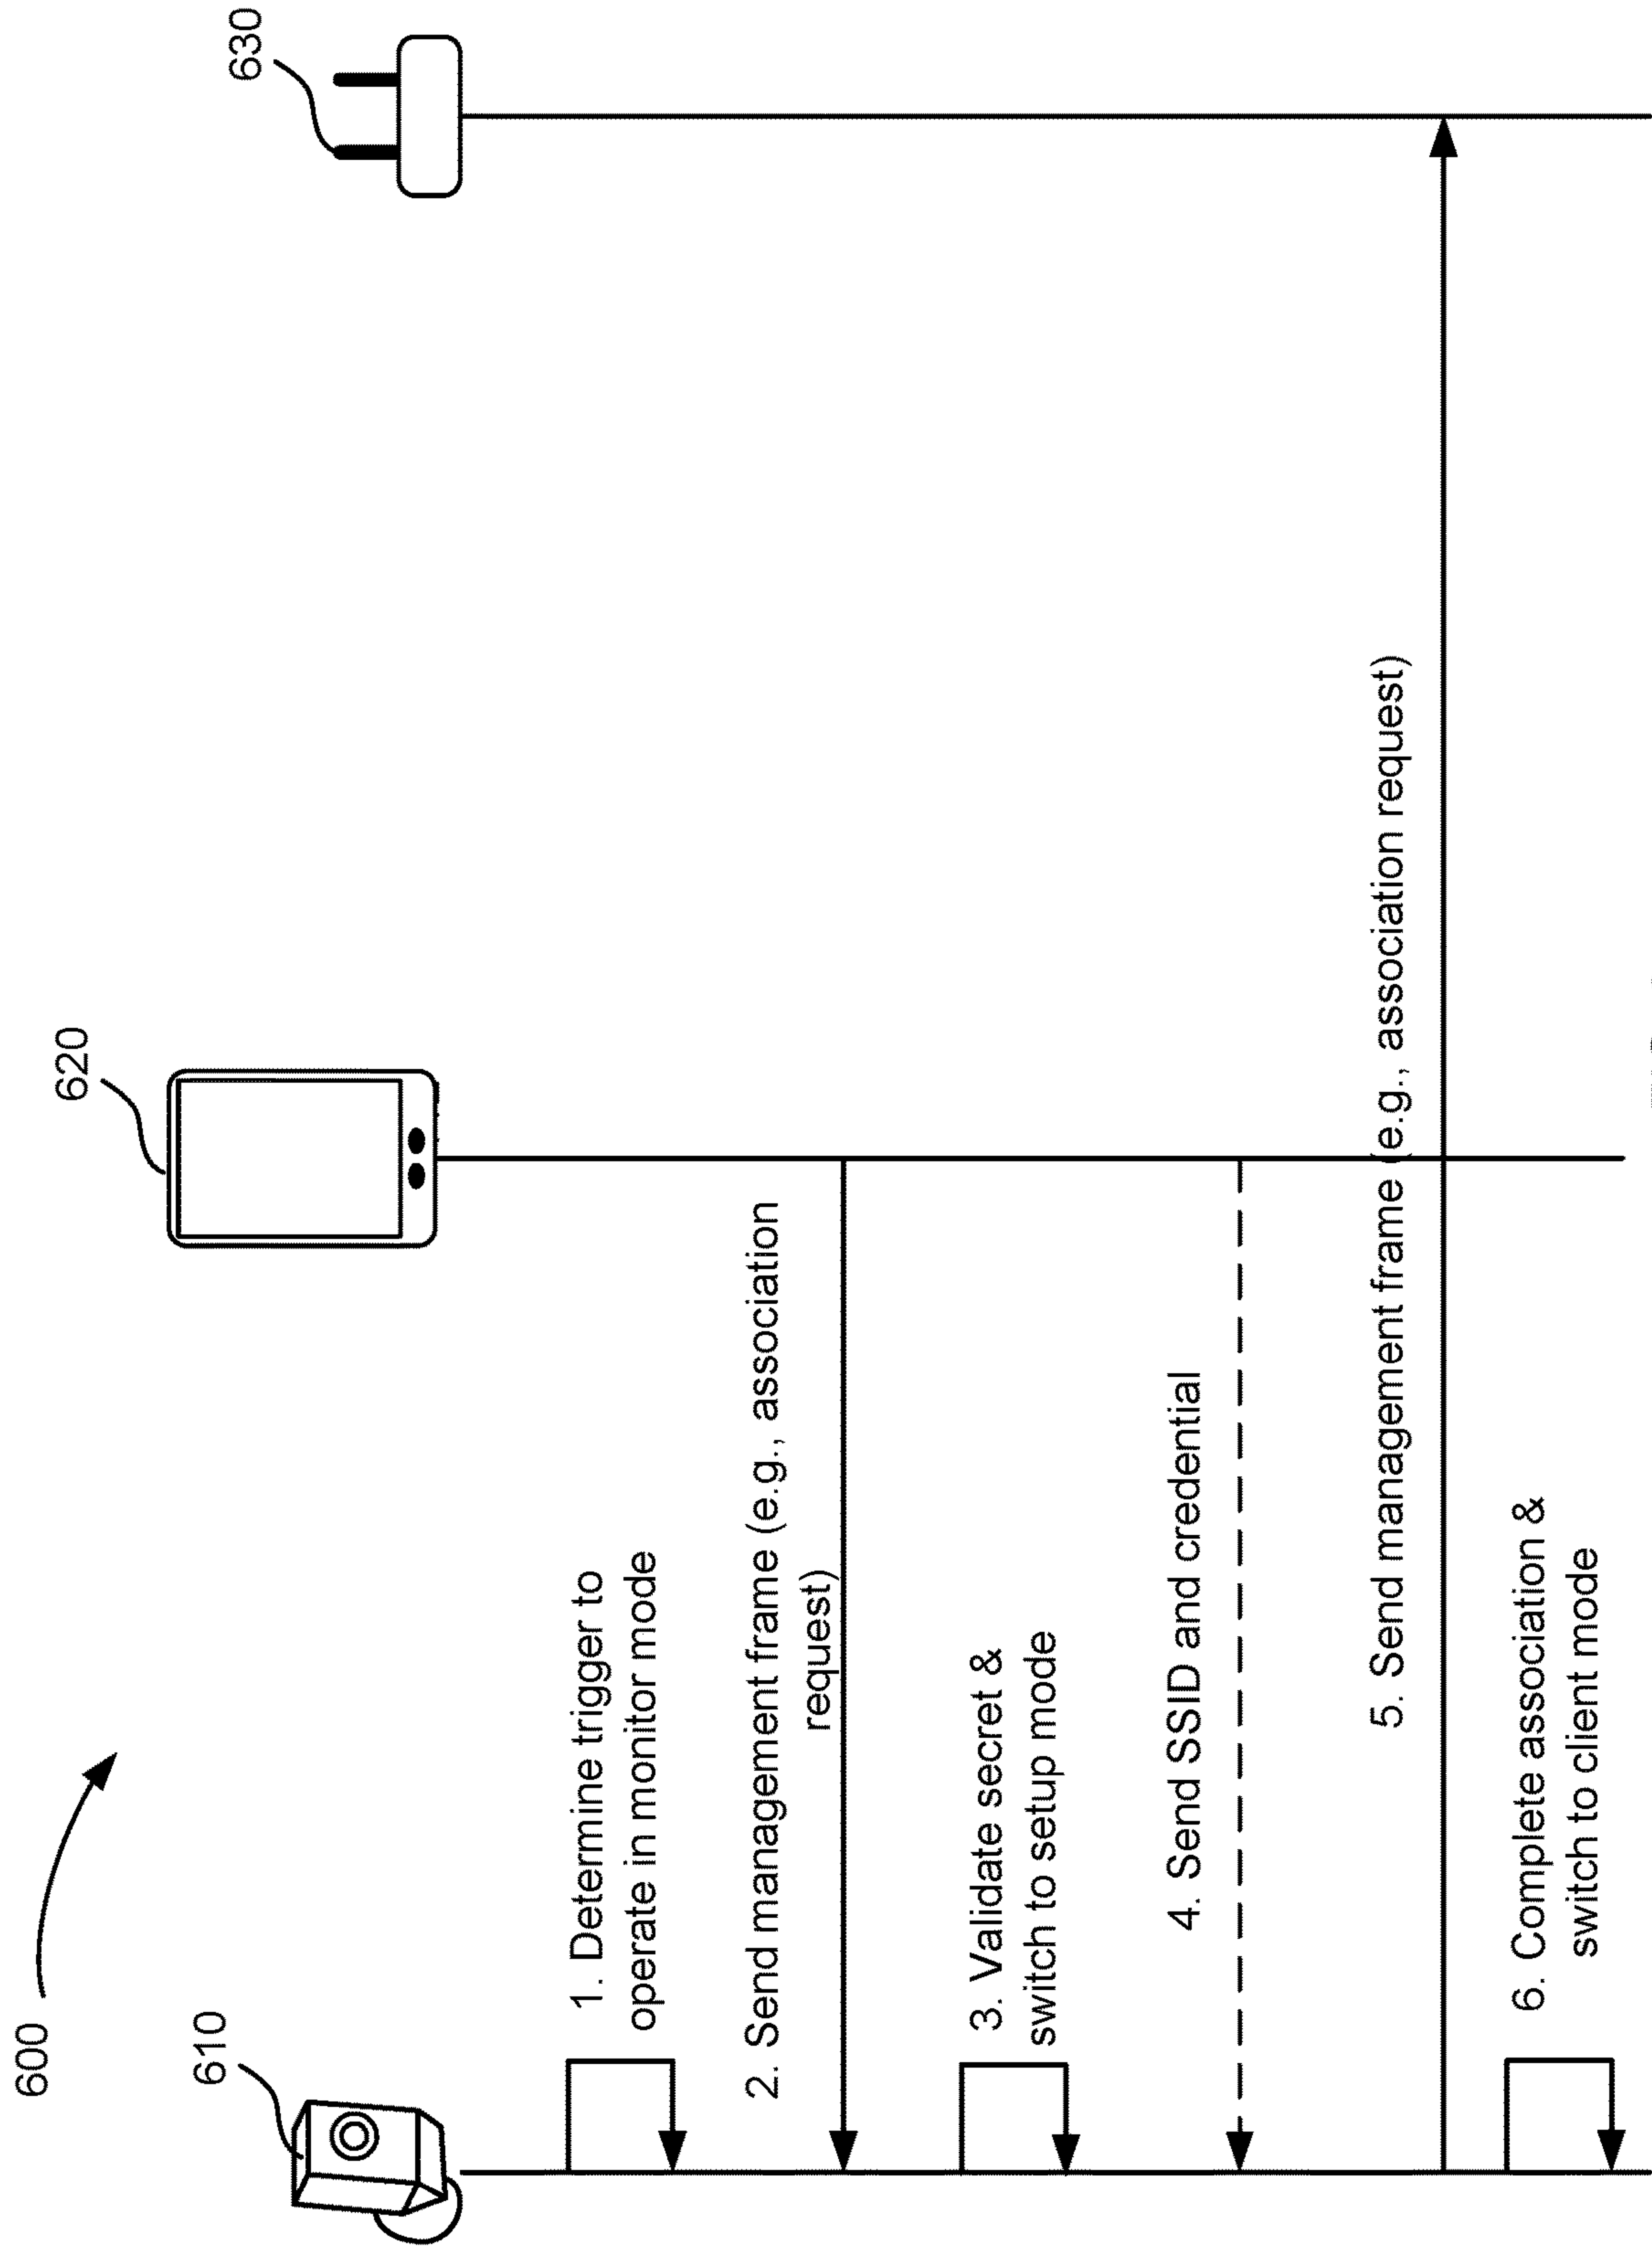 600
610
620
630
1. Determine trigger to
operate in monitor mode
2. Send management frame (e.g., association
request)
3. Validate secret &
switch to setup mode
4. Send SSID and credential
5. Send management frame (e.g., association request)
6. Complete association &
switch to client mode